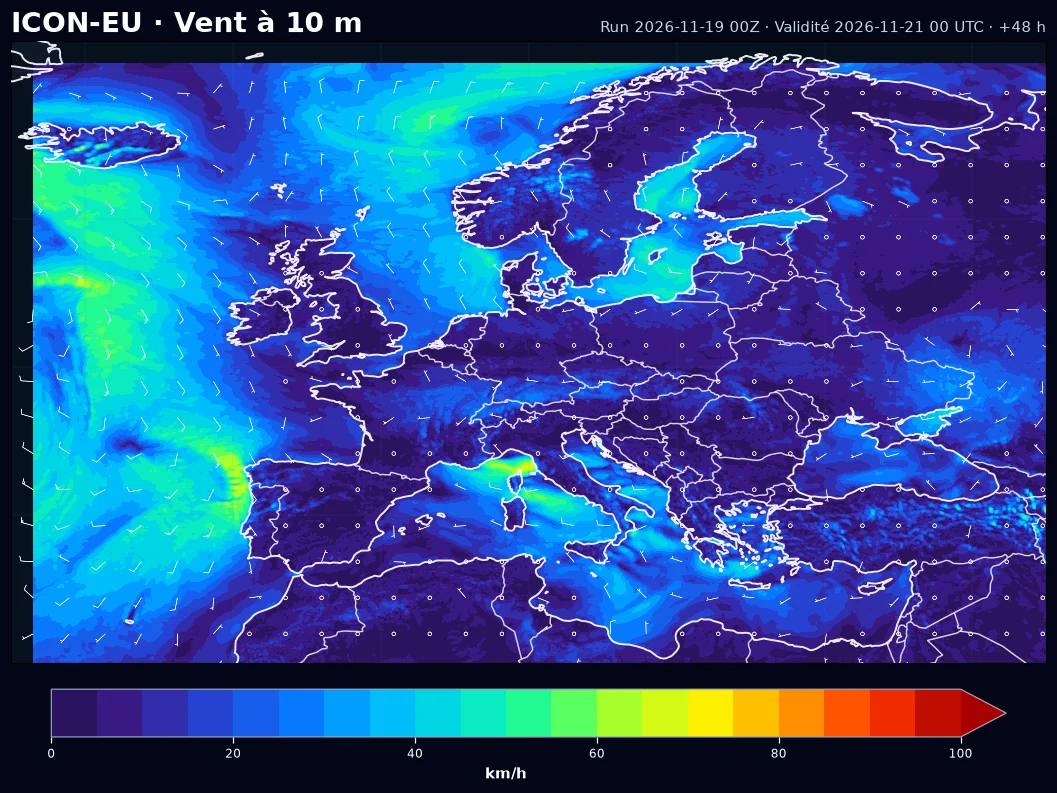 ICON-EU · Vent à 10 m
Run 2026-11-19 00Z · Validité 2026-11-21 00 UTC · +48 h
0 20 40 60 80 100
km/h